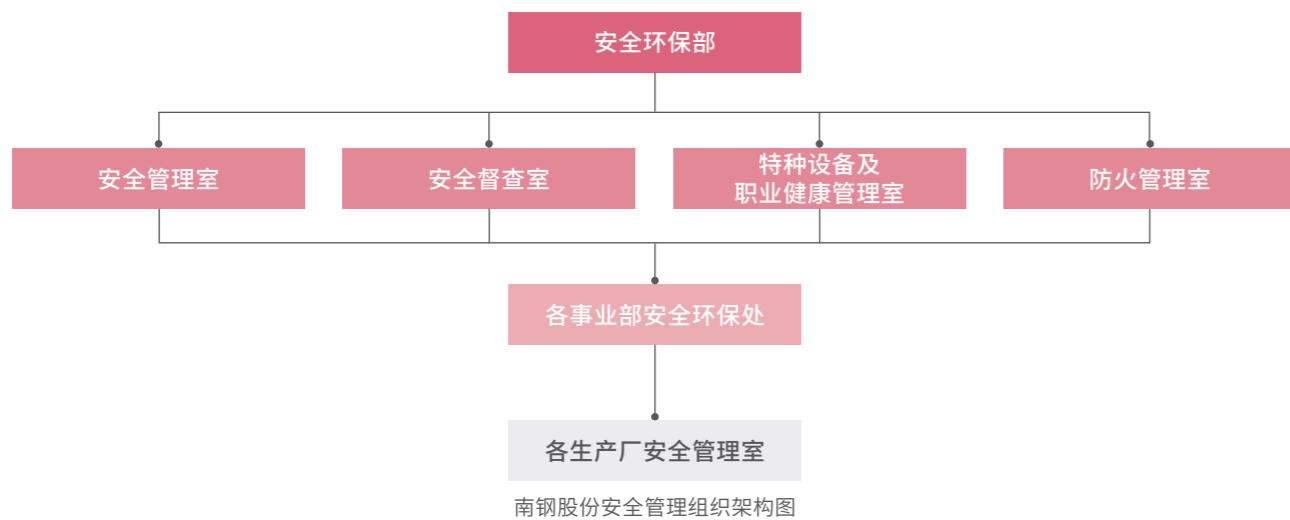 安全环保部
安全管理室
安全督查室
特种设备及
职业健康管理室
防火管理室
各事业部安全环保处
各生产厂安全管理室
南钢股份安全管理组织架构图